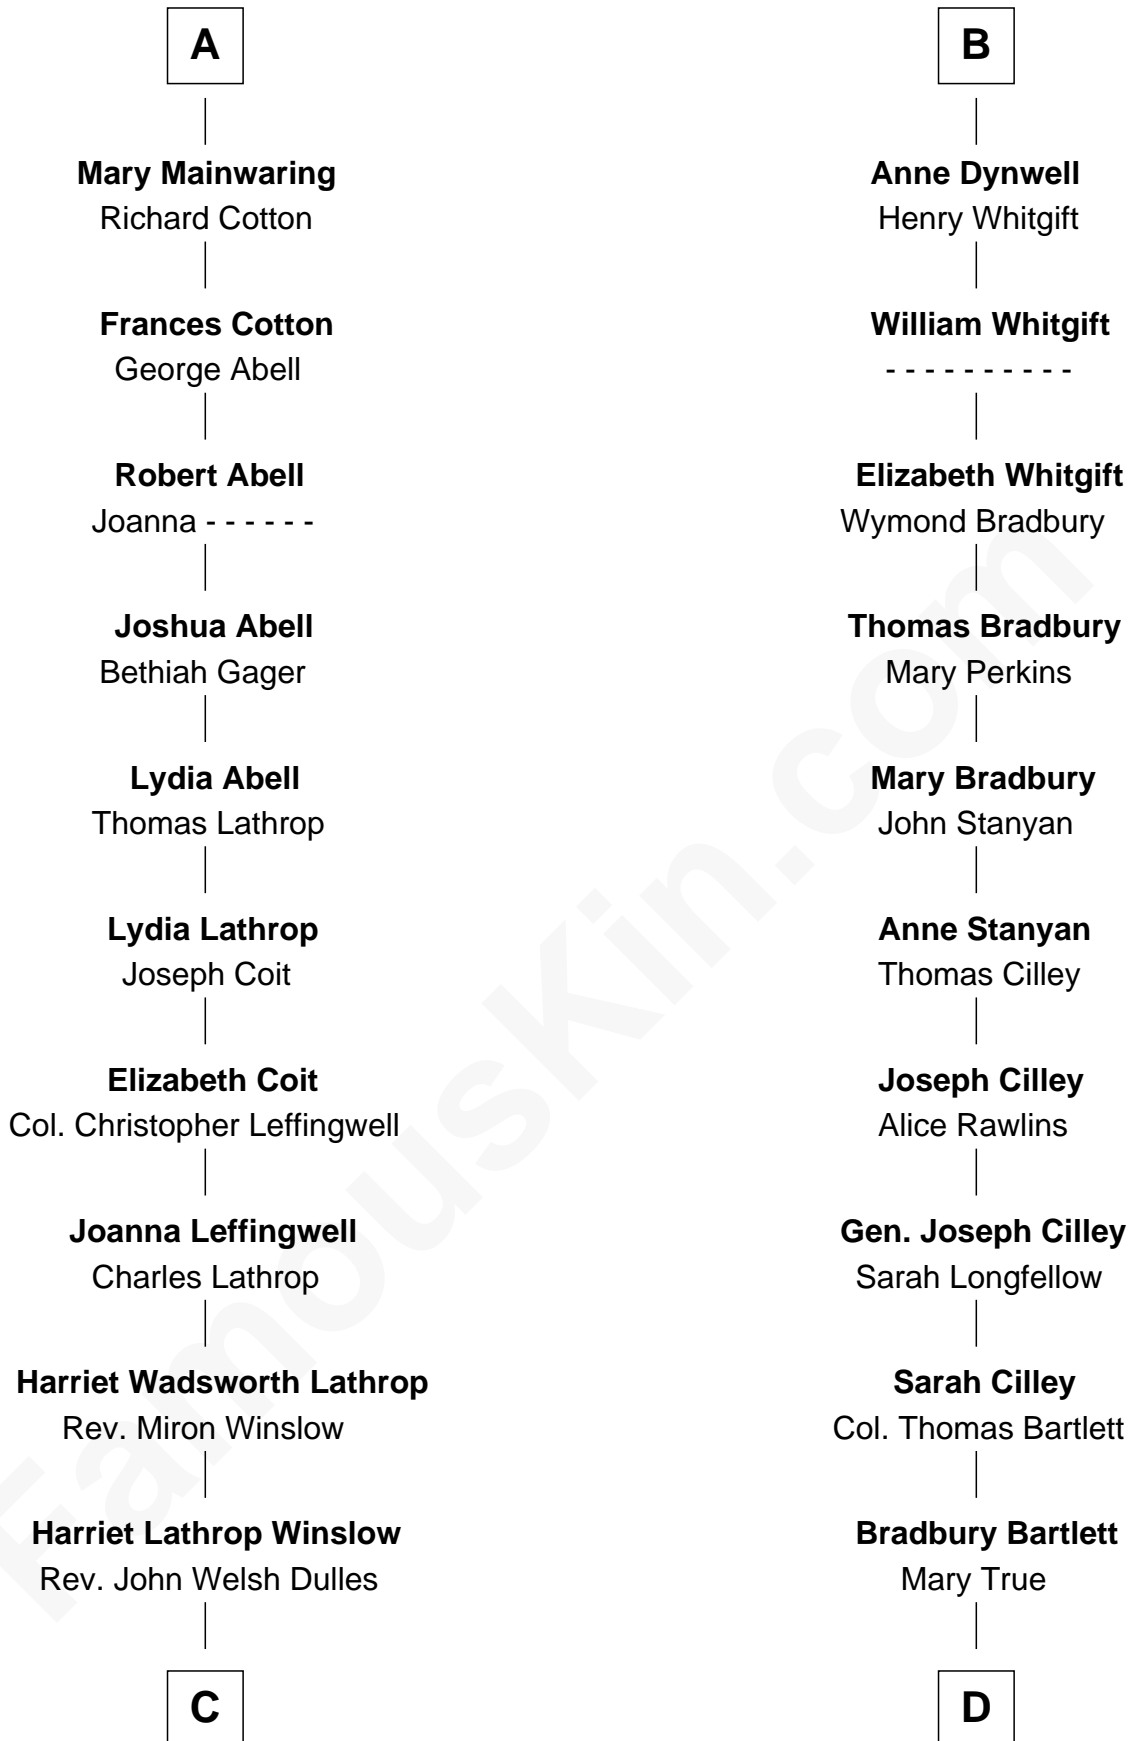 A
Mary Mainwaring
Richard Cotton
Frances Cotton
George Abell
Robert Abell
Joanna - - - - - -
Joshua Abell
Bethiah Gager
Lydia Abell
Thomas Lathrop
Lydia Lathrop
Joseph Coit
Elizabeth Coit
Col. Christopher Leffingwell
Joanna Leffingwell
Charles Lathrop
Harriet Wadsworth Lathrop
Rev. Miron Winslow
Harriet Lathrop Winslow
Rev. John Welsh Dulles
C
B
Anne Dynwell
Henry Whitgift
William Whitgift
- - - - - - - - - -
Elizabeth Whitgift
Wymond Bradbury
Thomas Bradbury
Mary Perkins
Mary Bradbury
John Stanyan
Anne Stanyan
Thomas Cilley
Joseph Cilley
Alice Rawlins
Gen. Joseph Cilley
Sarah Longfellow
Sarah Cilley
Col. Thomas Bartlett
Bradbury Bartlett
Mary True
D
FamousKin.com